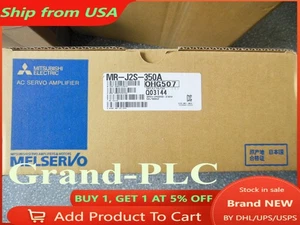 Ship from USA
MITSUBISHI
ELECTRIC
AC SERVO AMPLIFIER
MR-J2S-350A
OHG507
Q03144
MELSERVO
Grand-PLC
BUY 1, GET 1 AT 5% OFF
Add Product To Cart
Stock in sale
Brand NEW
BY DHL/UPS/USPS